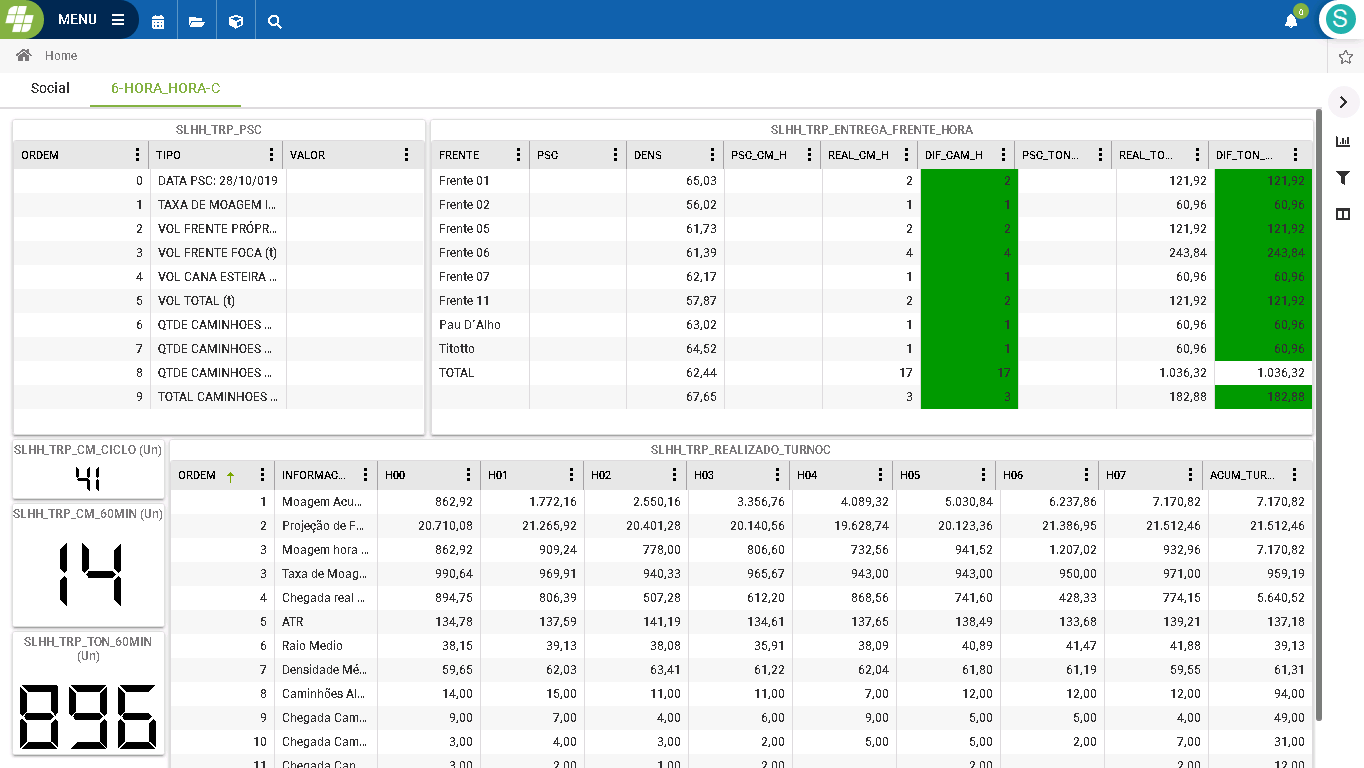 MENU
0
S
Home
Social 6-HORA_HORA-C
SLHH_TRP_PSC
ORDEM TIPO VALOR
0 DATA PSC: 28/10/019
1 TAXA DE MOAGEM I...
2 VOL FRENTE PRÓPR...
3 VOL FRENTE FOCA (t)
4 VOL CANA ESTEIRA ...
5 VOL TOTAL (t)
6 QTDE CAMINHOES ...
7 QTDE CAMINHOES ...
8 QTDE CAMINHOES ...
9 TOTAL CAMINHOES ...
SLHH_TRP_ENTREGA_FRENTE_HORA
FRENTE PSC DENS PSC_CM_H REAL_CM_H DIF_CAM_H PSC_TON... REAL_TO... DIF_TON_...
Frente 01 65,03 2 2 121,92 121,92
Frente 02 56,02 1 1 60,96 60,96
Frente 05 61,73 2 2 121,92 121,92
Frente 06 61,39 4 4 243,84 243,84
Frente 07 62,17 1 1 60,96 60,96
Frente 11 57,87 2 2 121,92 121,92
Pau D´Alho 63,02 1 1 60,96 60,96
Titotto 64,52 1 1 60,96 60,96
TOTAL 62,44 17 17 1.036,32 1.036,32
67,65 3 3 182,88 182,88
SLHH_TRP_CM_CICLO (Un)
41
SLHH_TRP_CM_60MIN (Un)
14
SLHH_TRP_TON_60MIN
(Un)
896
SLHH_TRP_REALIZADO_TURNOC
ORDEM INFORMAC... H00 H01 H02 H03 H04 H05 H06 H07 ACUM_TUR...
1 Moagem Acu... 862,92 1.772,16 2.550,16 3.356,76 4.089,32 5.030,84 6.237,86 7.170,82 7.170,82
2 Projeção de F... 20.710,08 21.265,92 20.401,28 20.140,56 19.628,74 20.123,36 21.386,95 21.512,46 21.512,46
3 Moagem hora ... 862,92 909,24 778,00 806,60 732,56 941,52 1.207,02 932,96 7.170,82
3 Taxa de Moag... 990,64 969,91 940,33 965,67 943,00 943,00 950,00 971,00 959,19
4 Chegada real ... 894,75 806,39 507,28 612,20 868,56 741,60 428,33 774,15 5.640,52
5 ATR 134,78 137,59 141,19 134,61 137,65 138,49 133,68 139,21 137,18
6 Raio Medio 38,15 39,13 38,08 35,91 38,09 40,89 41,47 41,88 39,13
7 Densidade Mé... 59,65 62,03 63,41 61,22 62,04 61,80 61,19 59,55 61,31
8 Caminhões Al... 14,00 15,00 11,00 11,00 7,00 12,00 12,00 12,00 94,00
9 Chegada Cam... 9,00 7,00 4,00 6,00 9,00 5,00 5,00 4,00 49,00
10 Chegada Cam... 3,00 4,00 3,00 2,00 5,00 5,00 2,00 7,00 31,00
11 Chegada Can... 3,00 2,00 1,00 2,00 2,00 2,00 12,00